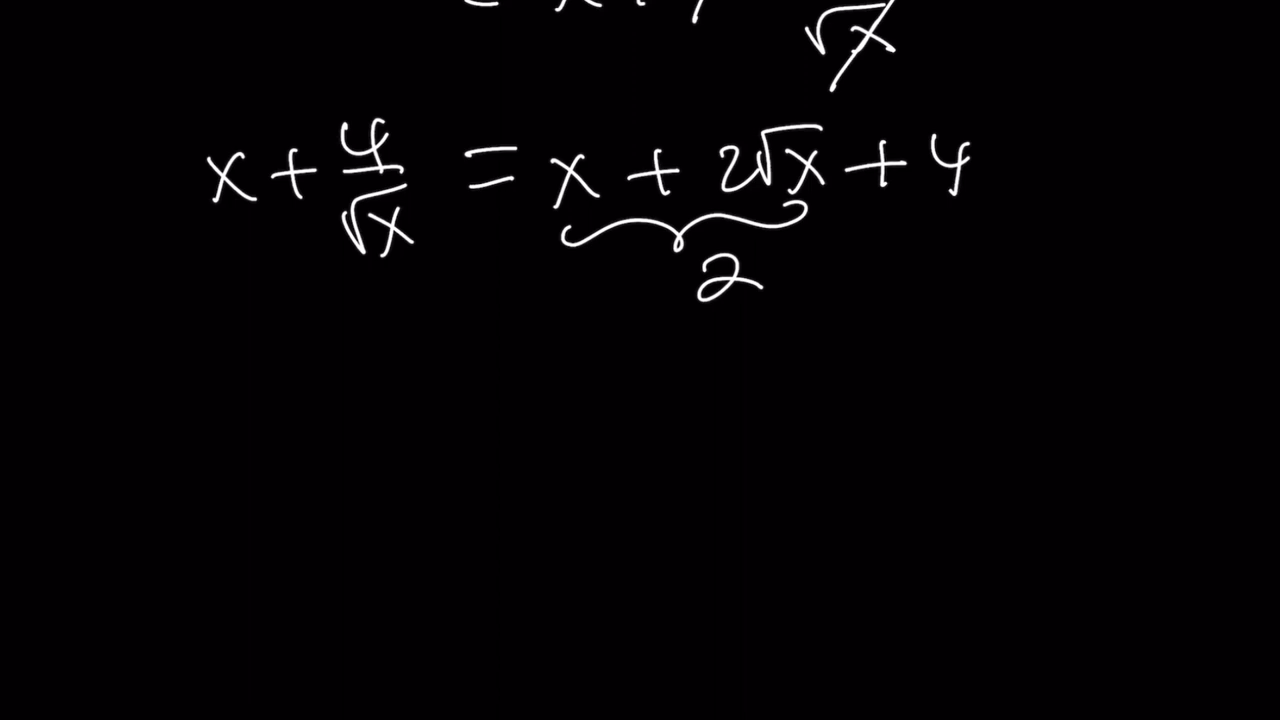 √x
x + 4/√x = x + 2√x + 4
2